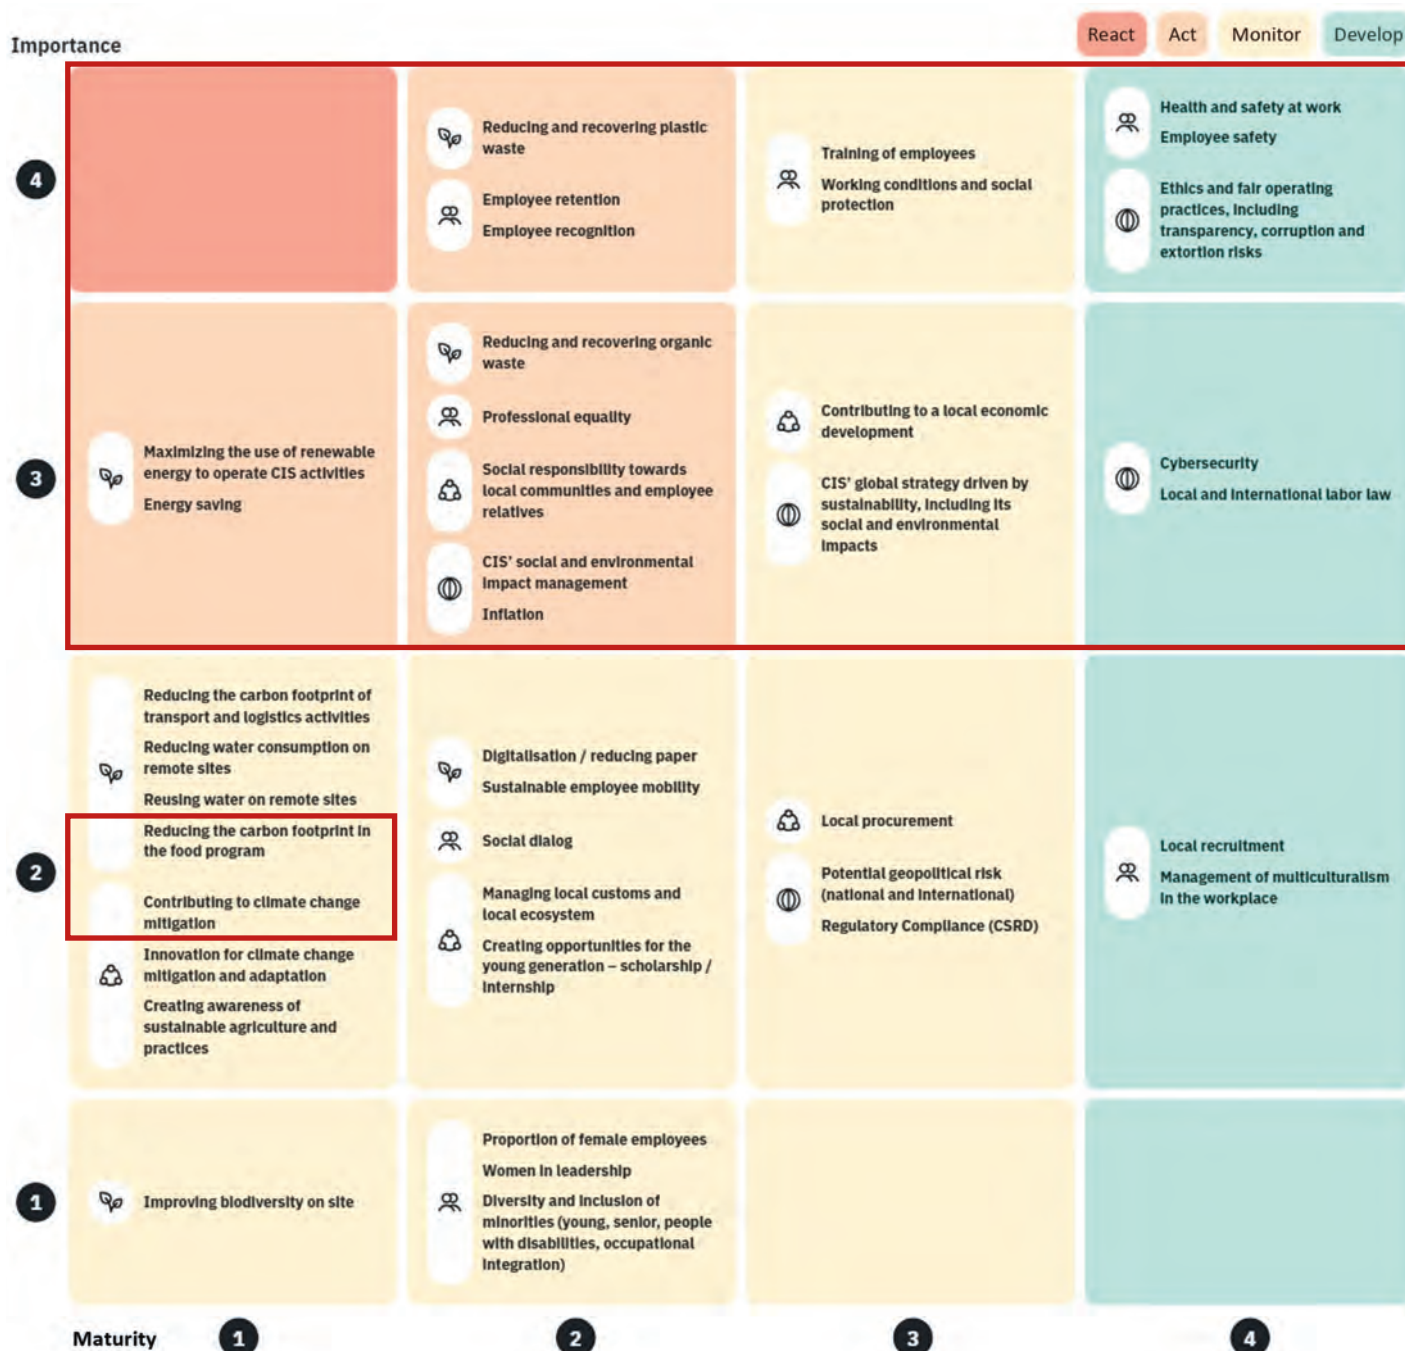 Importance
React
Act
Monitor
Develop
4
Reducing and recovering plastic
waste
Employee retention
Employee recognition
Training of employees
Working conditions and social
protection
Health and safety at work
Employee safety
Ethics and fair operating
practices, including
transparency, corruption and
extortion risks
3
Maximizing the use of renewable
energy to operate CIS activities
Energy saving
Reducing and recovering organic
waste
Professional equality
Social responsibility towards
local communities and employee
relatives
CIS' social and environmental
impact management
Inflation
Contributing to a local economic
development
CIS' global strategy driven by
sustainability, including its
social and environmental
impacts
Cybersecurity
Local and international labor law
2
Reducing the carbon footprint of
transport and logistics activities
Reducing water consumption on
remote sites
Reusing water on remote sites
Reducing the carbon footprint in
the food program
Contributing to climate change
mitigation
Innovation for climate change
mitigation and adaptation
Creating awareness of
sustainable agriculture and
practices
Digitalisation / reducing paper
Sustainable employee mobility
Social dialog
Managing local customs and
local ecosystem
Creating opportunities for the
young generation – scholarship /
internship
Local procurement
Potential geopolitical risk
(national and international)
Regulatory Compliance (CSRD)
Local recruitment
Management of multiculturalism
in the workplace
1
Improving biodiversity on site
Proportion of female employees
Women in leadership
Diversity and inclusion of
minorities (young, senior, people
with disabilities, occupational
integration)
Maturity
1
2
3
4